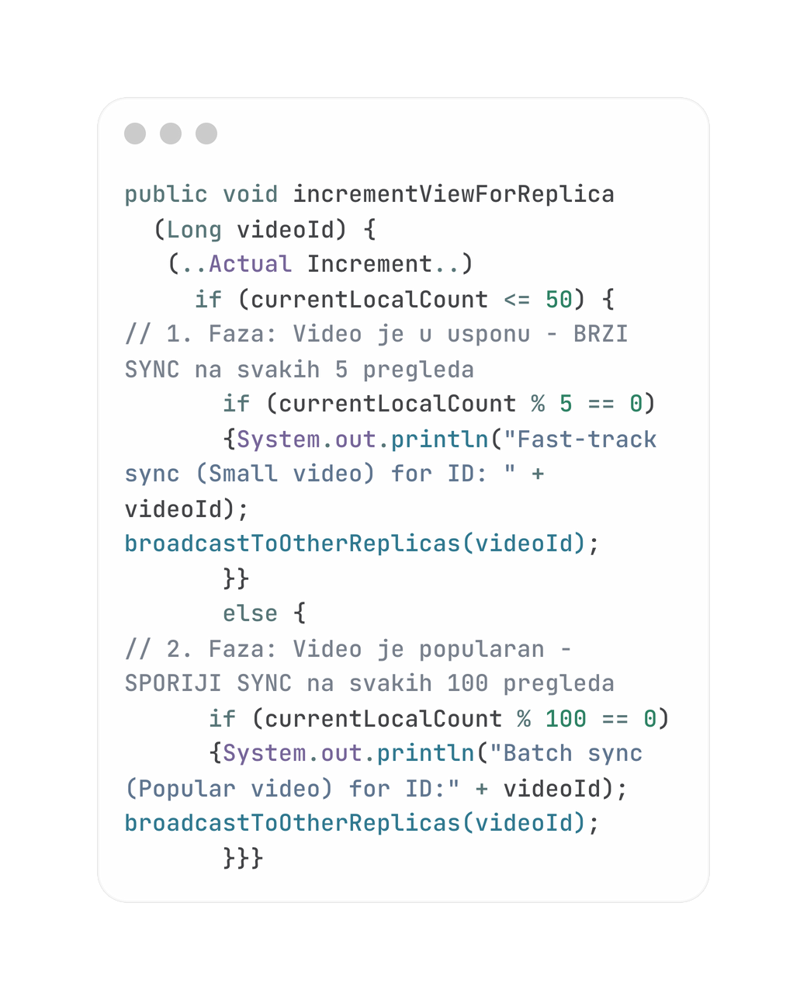 public void incrementViewForReplica
(Long videoId) {
(..Actual Increment..)
if (currentLocalCount <= 50) {
// 1. Faza: Video je u usponu - BRZI
SYNC na svakih 5 pregleda
if (currentLocalCount % 5 == 0)
{System.out.println("Fast-track
sync (Small video) for ID: " +
videoId);
broadcastToOtherReplicas(videoId);
}}
else {
// 2. Faza: Video je popularan -
SPORIJI SYNC na svakih 100 pregleda
if (currentLocalCount % 100 == 0)
{System.out.println("Batch sync
(Popular video) for ID:" + videoId);
broadcastToOtherReplicas(videoId);
}}}